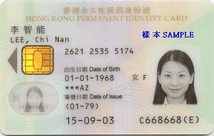 香港永久性居民身份證
HONG KONG PERMANENT IDENTITY CARD
李智能
LEE, Chi Nan
樣本 SAMPLE
2621 2535 5174
出生日期 Date of Birth
01-01-1968 女 F
***AZ
簽發日期 Date of Issue
(01-79)
15-09-03
C668668(E)